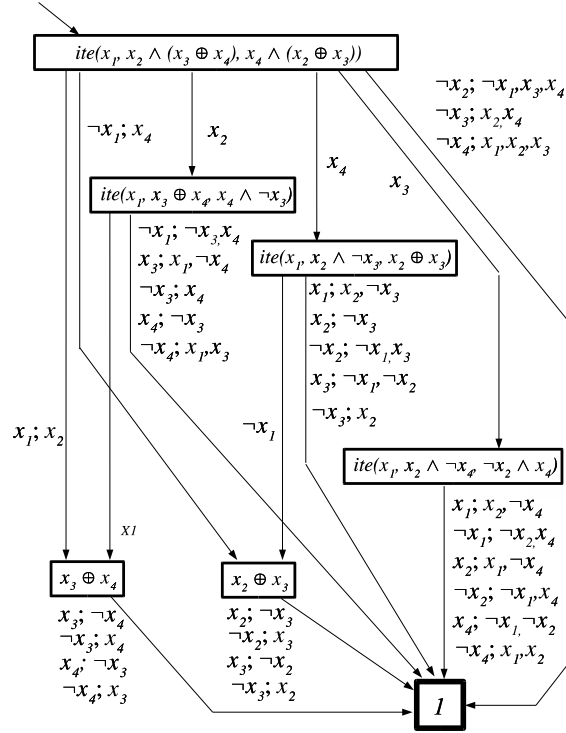 ite(x₁, x₂ ∧ (x₃ ⊕ x₄), x₄ ∧ (x₂ ⊕ x₃))
¬x₂; ¬x₁,x₃,x₄
¬x₃; x₂,x₄
¬x₄; x₁,x₂,x₃
¬x₁; x₄
x₂
x₄
x₃
ite(x₁, x₃ ⊕ x₄, x₄ ∧ ¬x₃)
¬x₁; ¬x₃,x₄
x₃; x₁,¬x₄
¬x₃; x₄
x₄; ¬x₃
¬x₄; x₁,x₃
ite(x₁, x₂ ∧ ¬x₃, x₂ ⊕ x₃)
x₁; x₂,¬x₃
x₂; ¬x₃
¬x₂; ¬x₁,x₃
x₃; ¬x₁,¬x₂
¬x₃; x₂
x₁; x₂
¬x₁
ite(x₁, x₂ ∧ ¬x₄, ¬x₂ ∧ x₄)
x₁; x₂,¬x₄
¬x₁; ¬x₂,x₄
x₂; x₁,¬x₄
¬x₂; ¬x₁,x₄
x₄; ¬x₁,¬x₂
¬x₄; x₁,x₂
X1
x₃ ⊕ x₄
x₃; ¬x₄
¬x₃; x₄
x₄; ¬x₃
¬x₄; x₃
x₂ ⊕ x₃
x₂; ¬x₃
¬x₂; x₃
x₃; ¬x₂
¬x₃; x₂
1